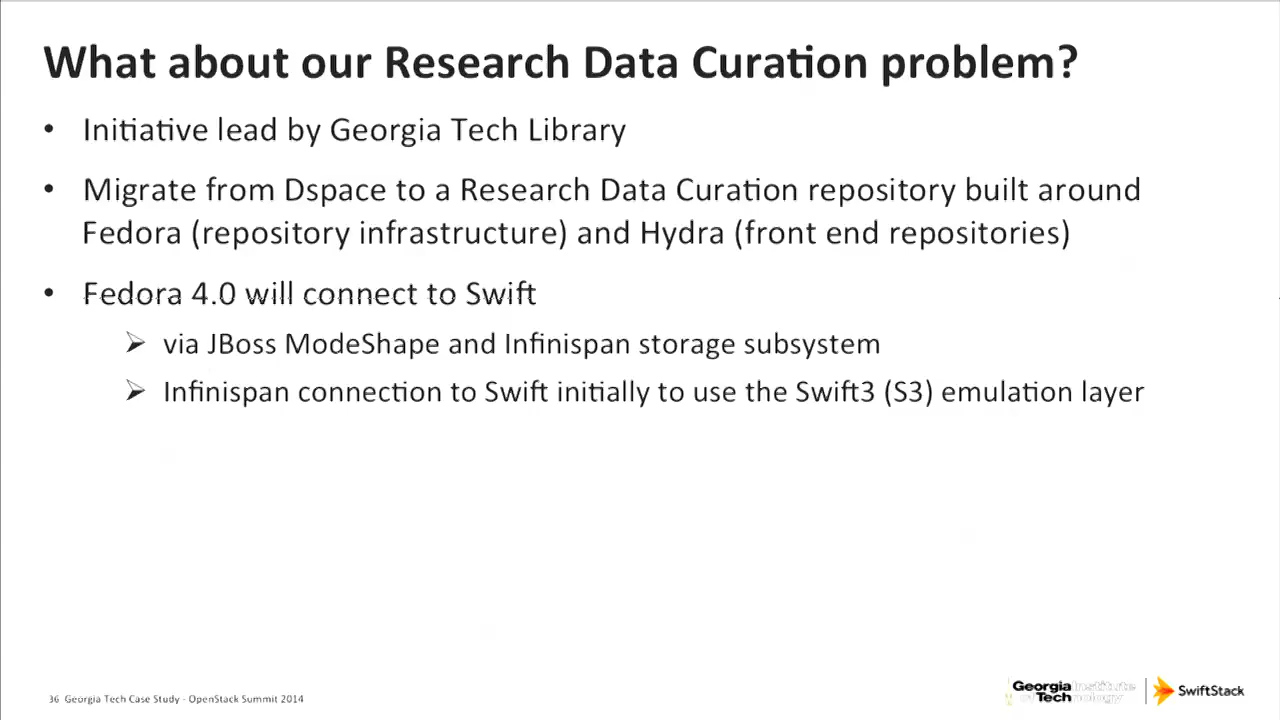 What about our Research Data Curation problem?
• Initiative lead by Georgia Tech Library
• Migrate from Dspace to a Research Data Curation repository built around
Fedora (repository infrastructure) and Hydra (front end repositories)
• Fedora 4.0 will connect to Swift
➢ via JBoss ModeShape and Infinispan storage subsystem
➢ Infinispan connection to Swift initially to use the Swift3 (S3) emulation layer
36 Georgia Tech Case Study - OpenStack Summit 2014
Georgia Institute
of Technology
SwiftStack